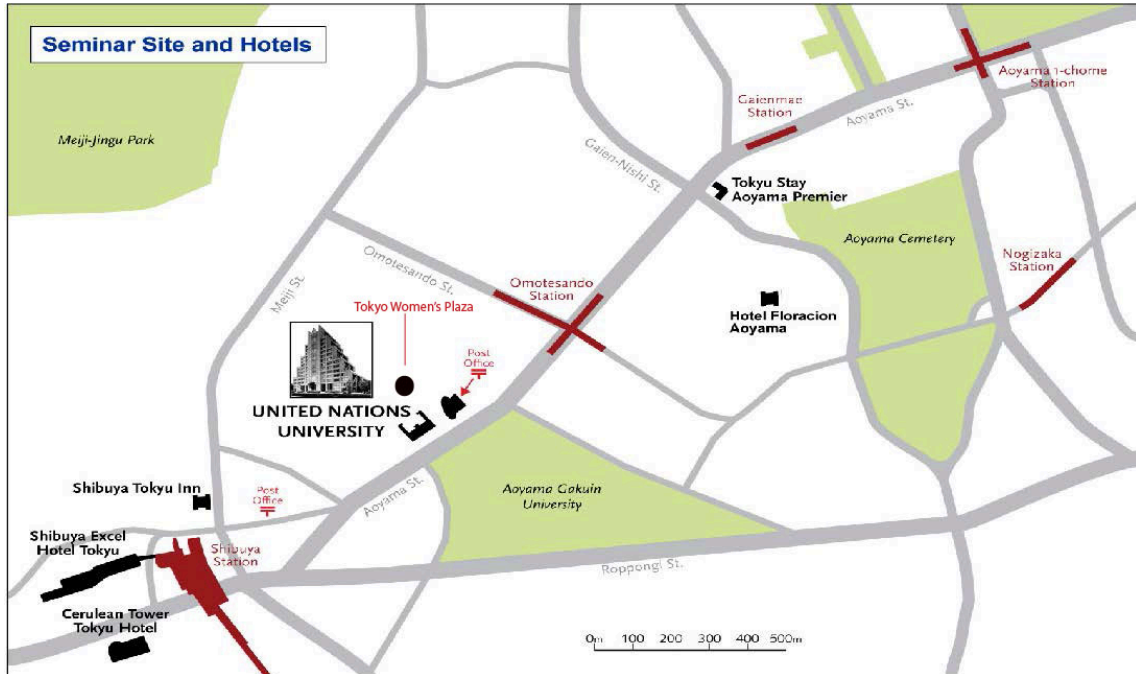 Seminar Site and Hotels
Meiji-Jingu Park
Gaienmae
Station
Aoyama St.
Aoyama 1-chome
Station
Gaien-Nishi St.
Tokyu Stay
Aoyama Premier
Aoyama Cemetery
Nogizaka
Station
Omotesando St.
Omotesando
Station
Meiji St.
Tokyo Women's Plaza
Hotel Floracion
Aoyama
Post
Office
UNITED NATIONS
UNIVERSITY
Aoyama St.
Aoyama Gakuin
University
Shibuya Tokyu Inn
Post
Office
Shibuya Excel
Hotel Tokyu
Shibuya
Station
Roppongi St.
Cerulean Tower
Tokyu Hotel
0m 100 200 300 400 500m